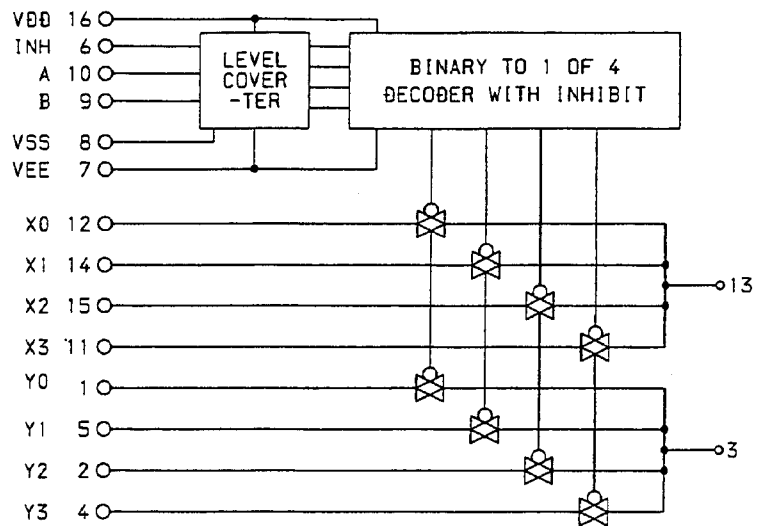 VDD 16
INH 6
A 10
B 9
VSS 8
VEE 7
LEVEL
COVER
-TER
BINARY TO 1 OF 4
DECODER WITH INHIBIT
X0 12
X1 14
X2 15
X3 11
Y0 1
Y1 5
Y2 2
Y3 4
13
3